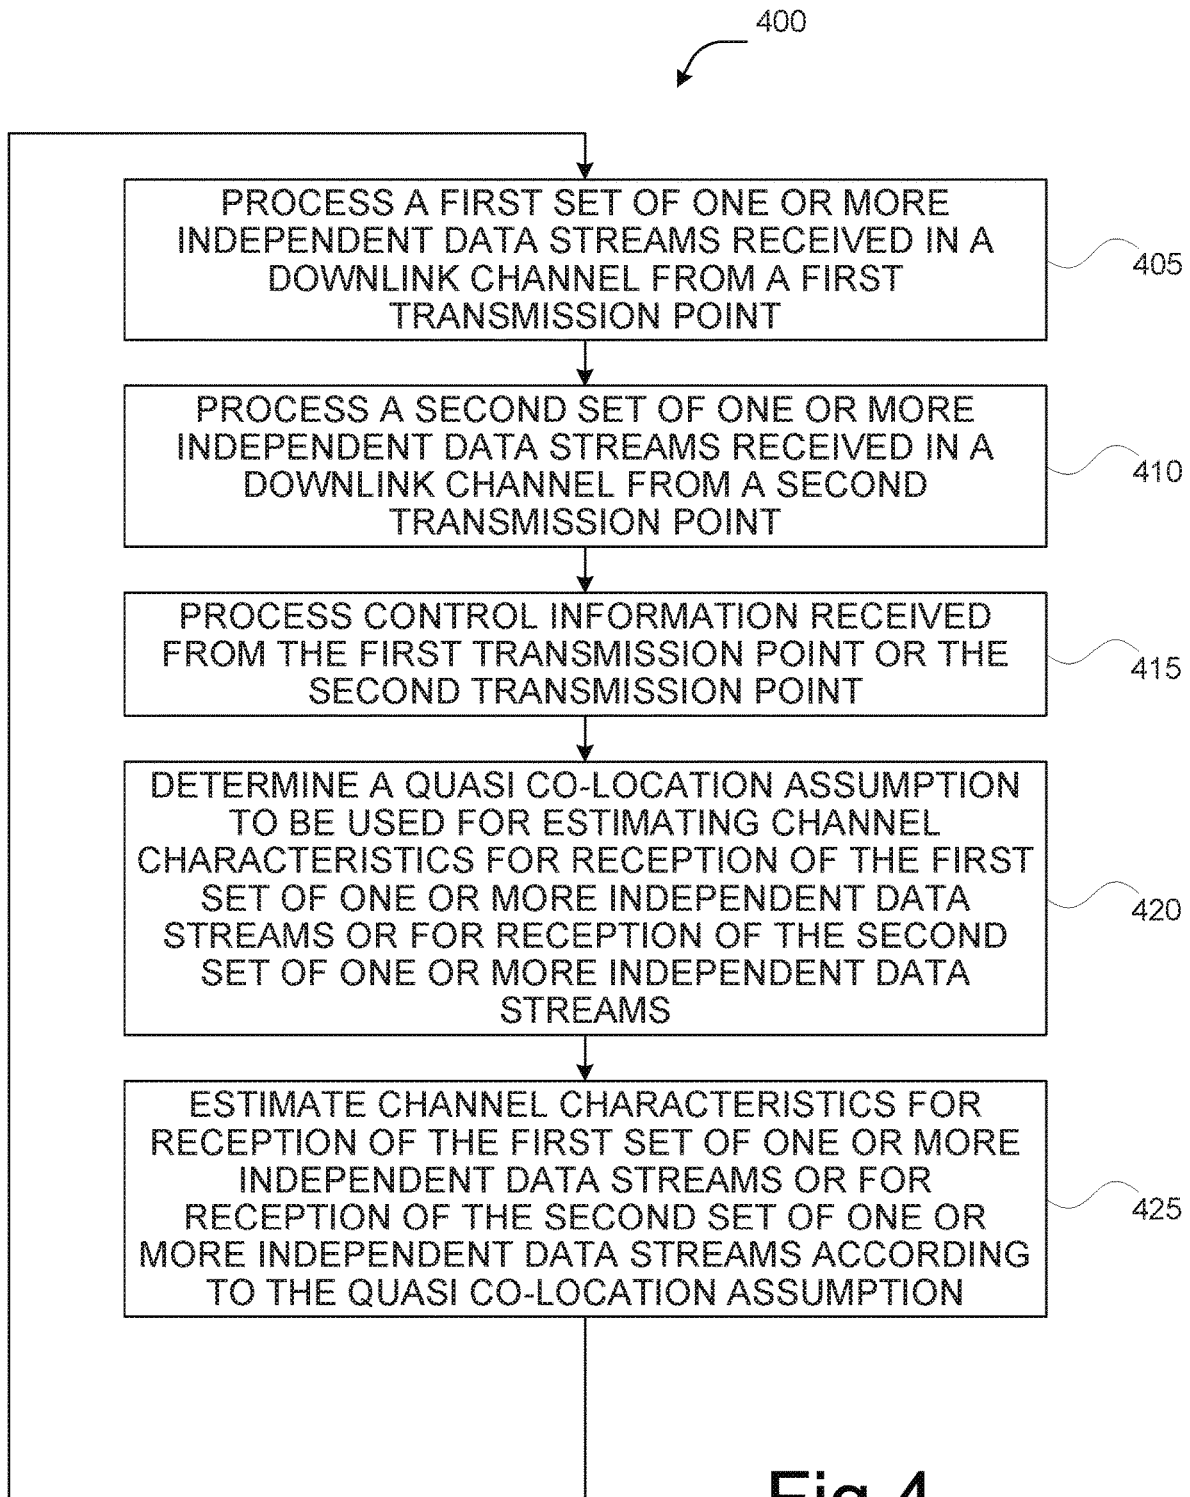 400
PROCESS A FIRST SET OF ONE OR MORE
INDEPENDENT DATA STREAMS RECEIVED IN A
DOWNLINK CHANNEL FROM A FIRST
TRANSMISSION POINT
405
PROCESS A SECOND SET OF ONE OR MORE
INDEPENDENT DATA STREAMS RECEIVED IN A
DOWNLINK CHANNEL FROM A SECOND
TRANSMISSION POINT
410
PROCESS CONTROL INFORMATION RECEIVED
FROM THE FIRST TRANSMISSION POINT OR THE
SECOND TRANSMISSION POINT
415
DETERMINE A QUASI CO-LOCATION ASSUMPTION
TO BE USED FOR ESTIMATING CHANNEL
CHARACTERISTICS FOR RECEPTION OF THE FIRST
SET OF ONE OR MORE INDEPENDENT DATA
STREAMS OR FOR RECEPTION OF THE SECOND
SET OF ONE OR MORE INDEPENDENT DATA
STREAMS
420
ESTIMATE CHANNEL CHARACTERISTICS FOR
RECEPTION OF THE FIRST SET OF ONE OR MORE
INDEPENDENT DATA STREAMS OR FOR
RECEPTION OF THE SECOND SET OF ONE OR
MORE INDEPENDENT DATA STREAMS ACCORDING
TO THE QUASI CO-LOCATION ASSUMPTION
425
Fig 4